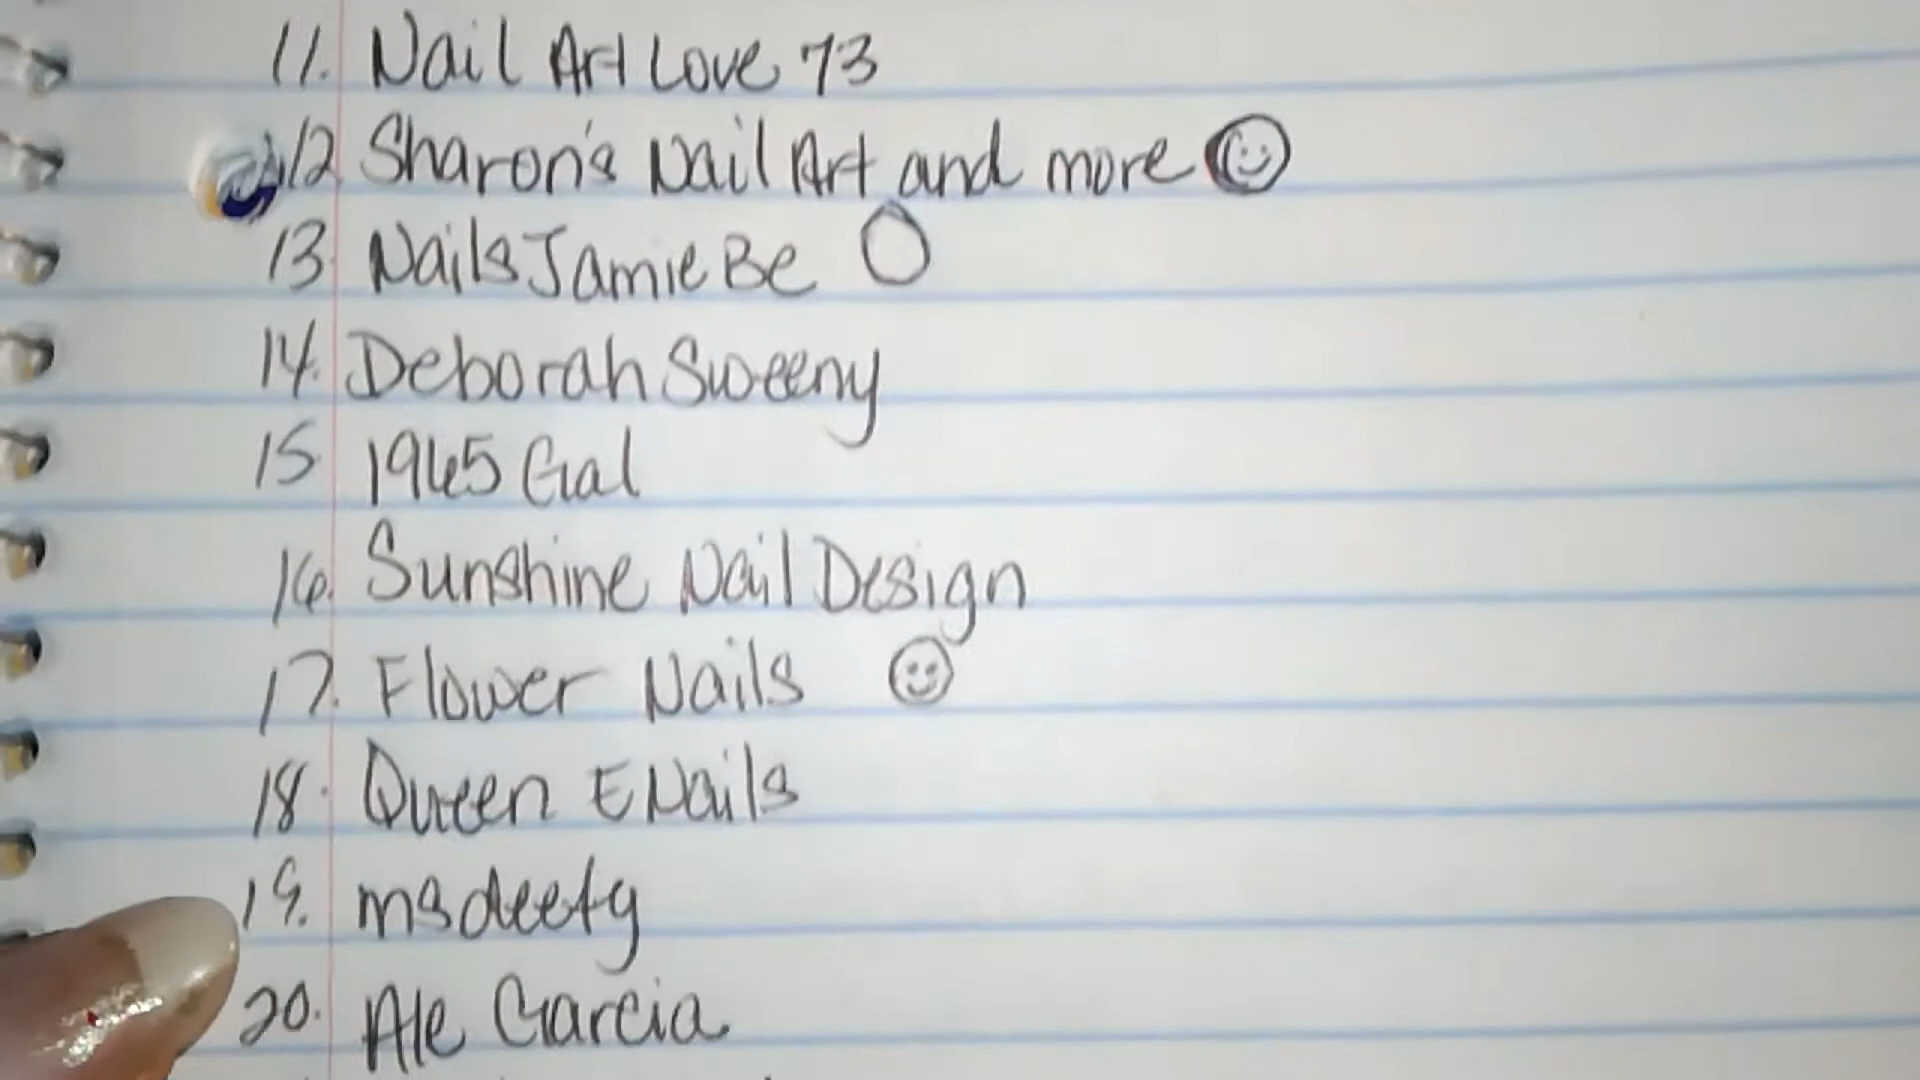 11. Nail Art Love 73
12 Sharon's Nail Art and more
13 Nails Jamie Be
14. Deborah Sweeny
15 1965 Gal
16. Sunshine Nail Design
17. Flower Nails
18. Queen E Nails
19. msdeefy
20. Ale Garcia